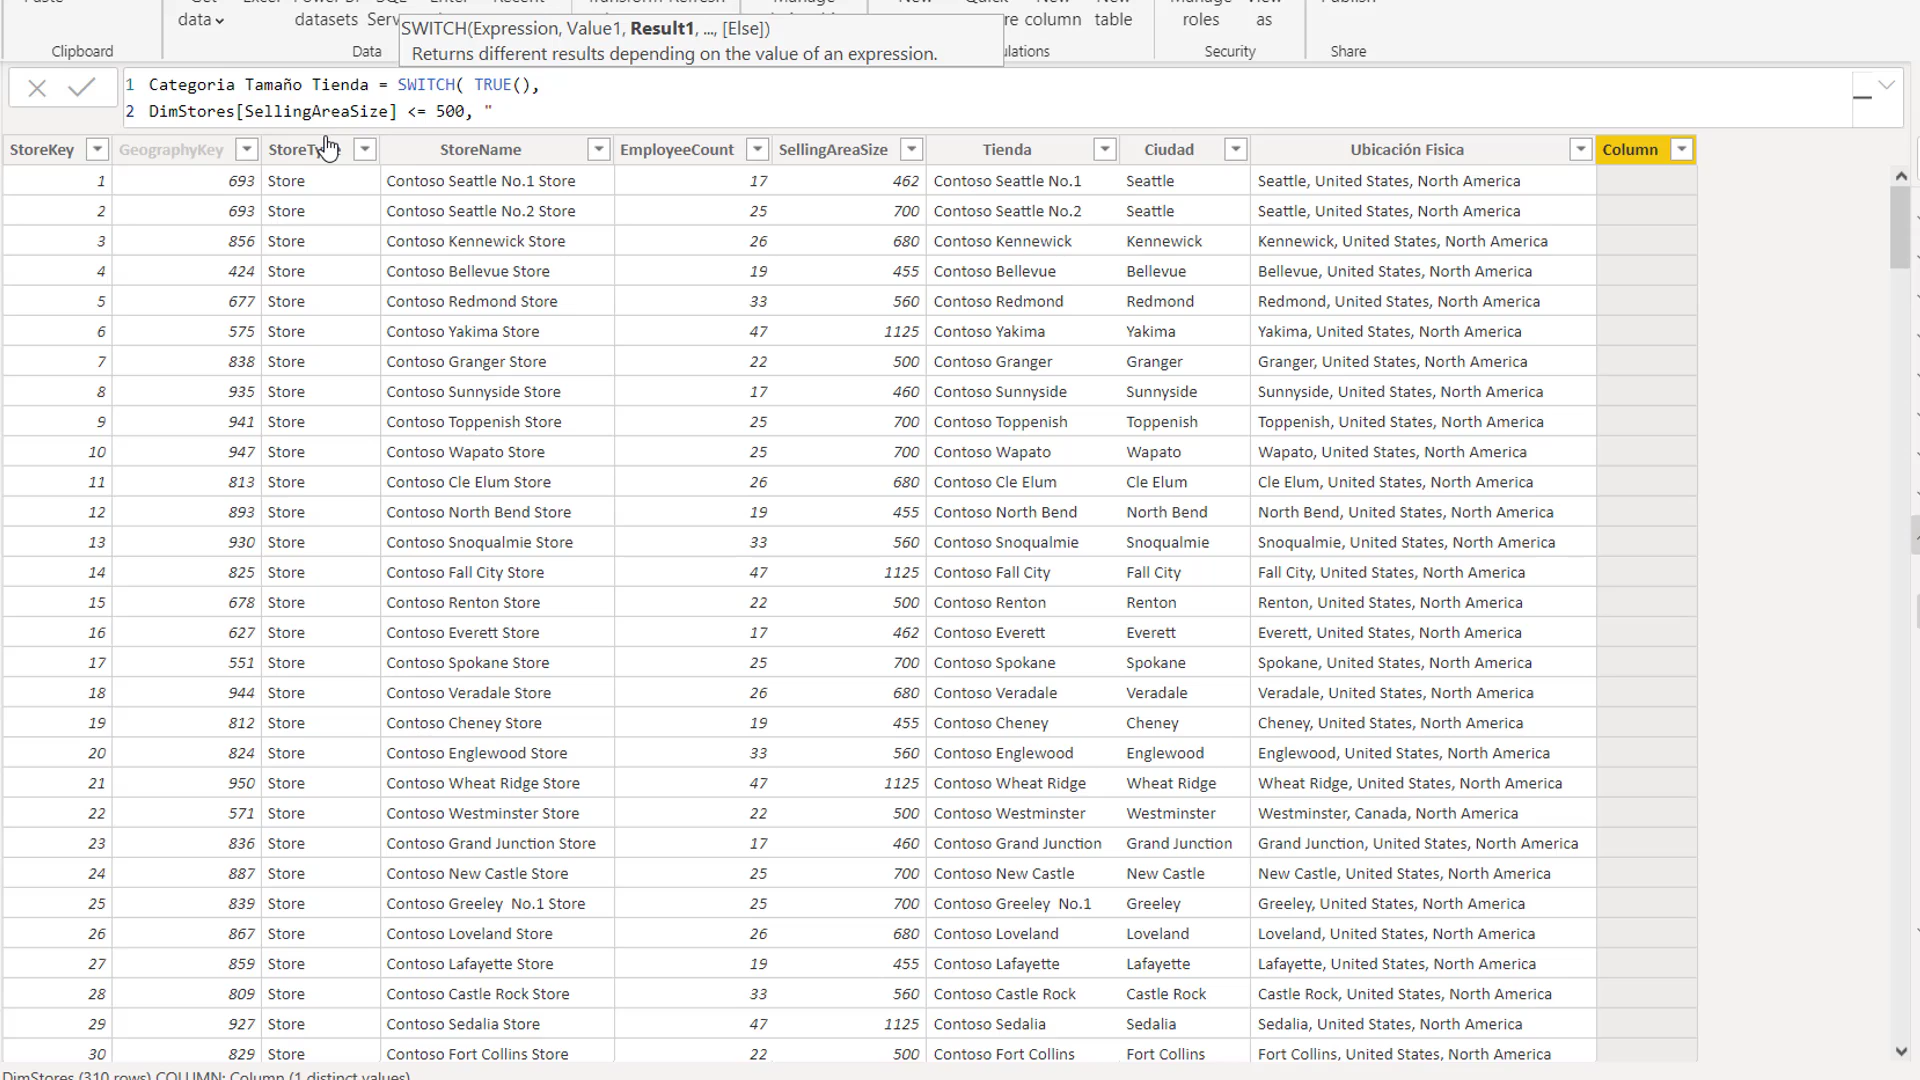 Get Excel Power BI SQL Enter Recent Transform Refresh Manage New Quick New New Manage View Publish
data datasets Serv re column table roles as
Clipboard Data ulations Security Share
SWITCH(Expression, Value1, Result1, ..., [Else])
Returns different results depending on the value of an expression.
1 Categoria Tamaño Tienda = SWITCH( TRUE(),
2 DimStores[SellingAreaSize] <= 500, "
StoreKey GeographyKey StoreType StoreName EmployeeCount SellingAreaSize Tienda Ciudad Ubicación Fisica Column
1 693 Store Contoso Seattle No.1 Store 17 462 Contoso Seattle No.1 Seattle Seattle, United States, North America
2 693 Store Contoso Seattle No.2 Store 25 700 Contoso Seattle No.2 Seattle Seattle, United States, North America
3 856 Store Contoso Kennewick Store 26 680 Contoso Kennewick Kennewick Kennewick, United States, North America
4 424 Store Contoso Bellevue Store 19 455 Contoso Bellevue Bellevue Bellevue, United States, North America
5 677 Store Contoso Redmond Store 33 560 Contoso Redmond Redmond Redmond, United States, North America
6 575 Store Contoso Yakima Store 47 1125 Contoso Yakima Yakima Yakima, United States, North America
7 838 Store Contoso Granger Store 22 500 Contoso Granger Granger Granger, United States, North America
8 935 Store Contoso Sunnyside Store 17 460 Contoso Sunnyside Sunnyside Sunnyside, United States, North America
9 941 Store Contoso Toppenish Store 25 700 Contoso Toppenish Toppenish Toppenish, United States, North America
10 947 Store Contoso Wapato Store 25 700 Contoso Wapato Wapato Wapato, United States, North America
11 813 Store Contoso Cle Elum Store 26 680 Contoso Cle Elum Cle Elum Cle Elum, United States, North America
12 893 Store Contoso North Bend Store 19 455 Contoso North Bend North Bend North Bend, United States, North America
13 930 Store Contoso Snoqualmie Store 33 560 Contoso Snoqualmie Snoqualmie Snoqualmie, United States, North America
14 825 Store Contoso Fall City Store 47 1125 Contoso Fall City Fall City Fall City, United States, North America
15 678 Store Contoso Renton Store 22 500 Contoso Renton Renton Renton, United States, North America
16 627 Store Contoso Everett Store 17 462 Contoso Everett Everett Everett, United States, North America
17 551 Store Contoso Spokane Store 25 700 Contoso Spokane Spokane Spokane, United States, North America
18 944 Store Contoso Veradale Store 26 680 Contoso Veradale Veradale Veradale, United States, North America
19 812 Store Contoso Cheney Store 19 455 Contoso Cheney Cheney Cheney, United States, North America
20 824 Store Contoso Englewood Store 33 560 Contoso Englewood Englewood Englewood, United States, North America
21 950 Store Contoso Wheat Ridge Store 47 1125 Contoso Wheat Ridge Wheat Ridge Wheat Ridge, United States, North America
22 571 Store Contoso Westminster Store 22 500 Contoso Westminster Westminster Westminster, Canada, North America
23 836 Store Contoso Grand Junction Store 17 460 Contoso Grand Junction Grand Junction Grand Junction, United States, North America
24 887 Store Contoso New Castle Store 25 700 Contoso New Castle New Castle New Castle, United States, North America
25 839 Store Contoso Greeley No.1 Store 25 700 Contoso Greeley No.1 Greeley Greeley, United States, North America
26 867 Store Contoso Loveland Store 26 680 Contoso Loveland Loveland Loveland, United States, North America
27 859 Store Contoso Lafayette Store 19 455 Contoso Lafayette Lafayette Lafayette, United States, North America
28 809 Store Contoso Castle Rock Store 33 560 Contoso Castle Rock Castle Rock Castle Rock, United States, North America
29 927 Store Contoso Sedalia Store 47 1125 Contoso Sedalia Sedalia Sedalia, United States, North America
30 829 Store Contoso Fort Collins Store 22 500 Contoso Fort Collins Fort Collins Fort Collins, United States, North America
DimStores (310 rows) COLUMN: Column (1 distinct values)